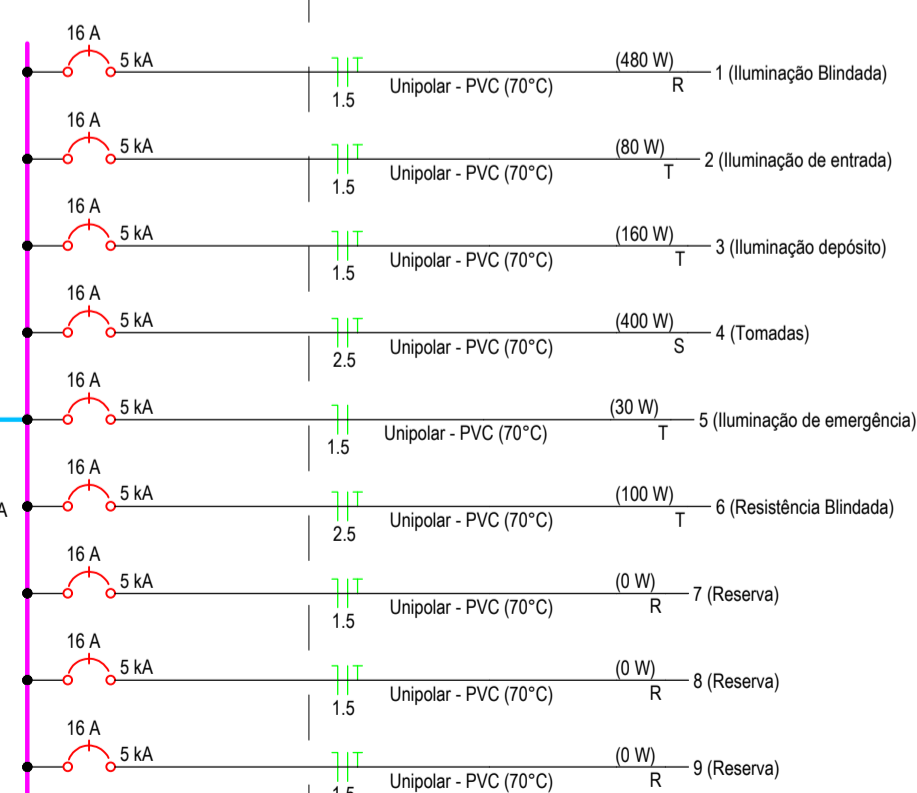 16 A
5 kA (480 W) 1 (Iluminação Blindada)
1.5 Unipolar - PVC (70°C) R
16 A
5 kA (80 W) 2 (Iluminação de entrada)
1.5 Unipolar - PVC (70°C) T
16 A
5 kA (160 W) 3 (Iluminação depósito)
1.5 Unipolar - PVC (70°C) T
16 A
5 kA (400 W) 4 (Tomadas)
2.5 Unipolar - PVC (70°C) S
16 A
5 kA (30 W) 5 (Iluminação de emergência)
1.5 Unipolar - PVC (70°C) T
16 A
A 5 kA (100 W) 6 (Resistência Blindada)
2.5 Unipolar - PVC (70°C) T
16 A
5 kA (0 W) 7 (Reserva)
1.5 Unipolar - PVC (70°C) R
16 A
5 kA (0 W) 8 (Reserva)
1.5 Unipolar - PVC (70°C) R
16 A
5 kA (0 W) 9 (Reserva)
1.5 Unipolar - PVC (70°C) R